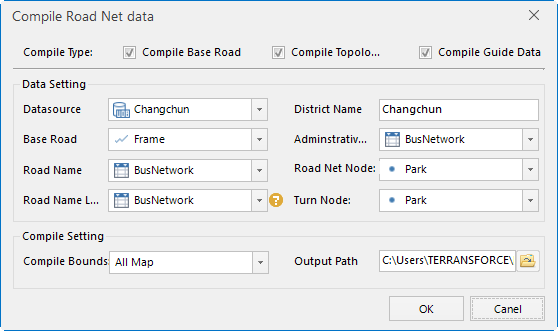 Compile Road Net data
Compile Type: Compile Base Road Compile Topolo... Compile Guide Data
Data Setting
Datasource Changchun District Name Changchun
Base Road Frame Adminstrativ... BusNetwork
Road Name BusNetwork Road Net Node: Park
Road Name L... BusNetwork ? Turn Node: Park
Compile Setting
Compile Bounds All Map Output Path C:\Users\TERRANSFORCE\
OK Canel